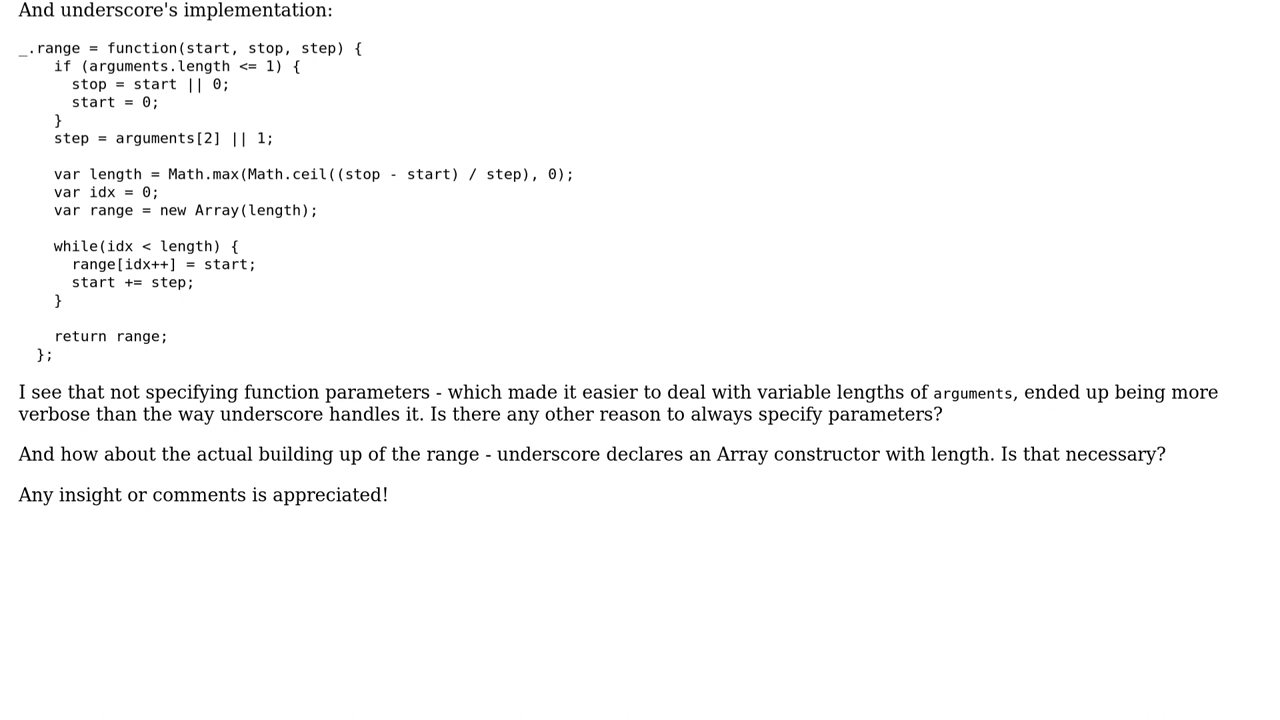 And underscore's implementation:
_.range = function(start, stop, step) {
    if (arguments.length <= 1) {
      stop = start || 0;
      start = 0;
    }
    step = arguments[2] || 1;

    var length = Math.max(Math.ceil((stop - start) / step), 0);
    var idx = 0;
    var range = new Array(length);

    while(idx < length) {
      range[idx++] = start;
      start += step;
    }

    return range;
  };
I see that not specifying function parameters - which made it easier to deal with variable lengths of arguments, ended up being more
verbose than the way underscore handles it. Is there any other reason to always specify parameters?
And how about the actual building up of the range - underscore declares an Array constructor with length. Is that necessary?
Any insight or comments is appreciated!